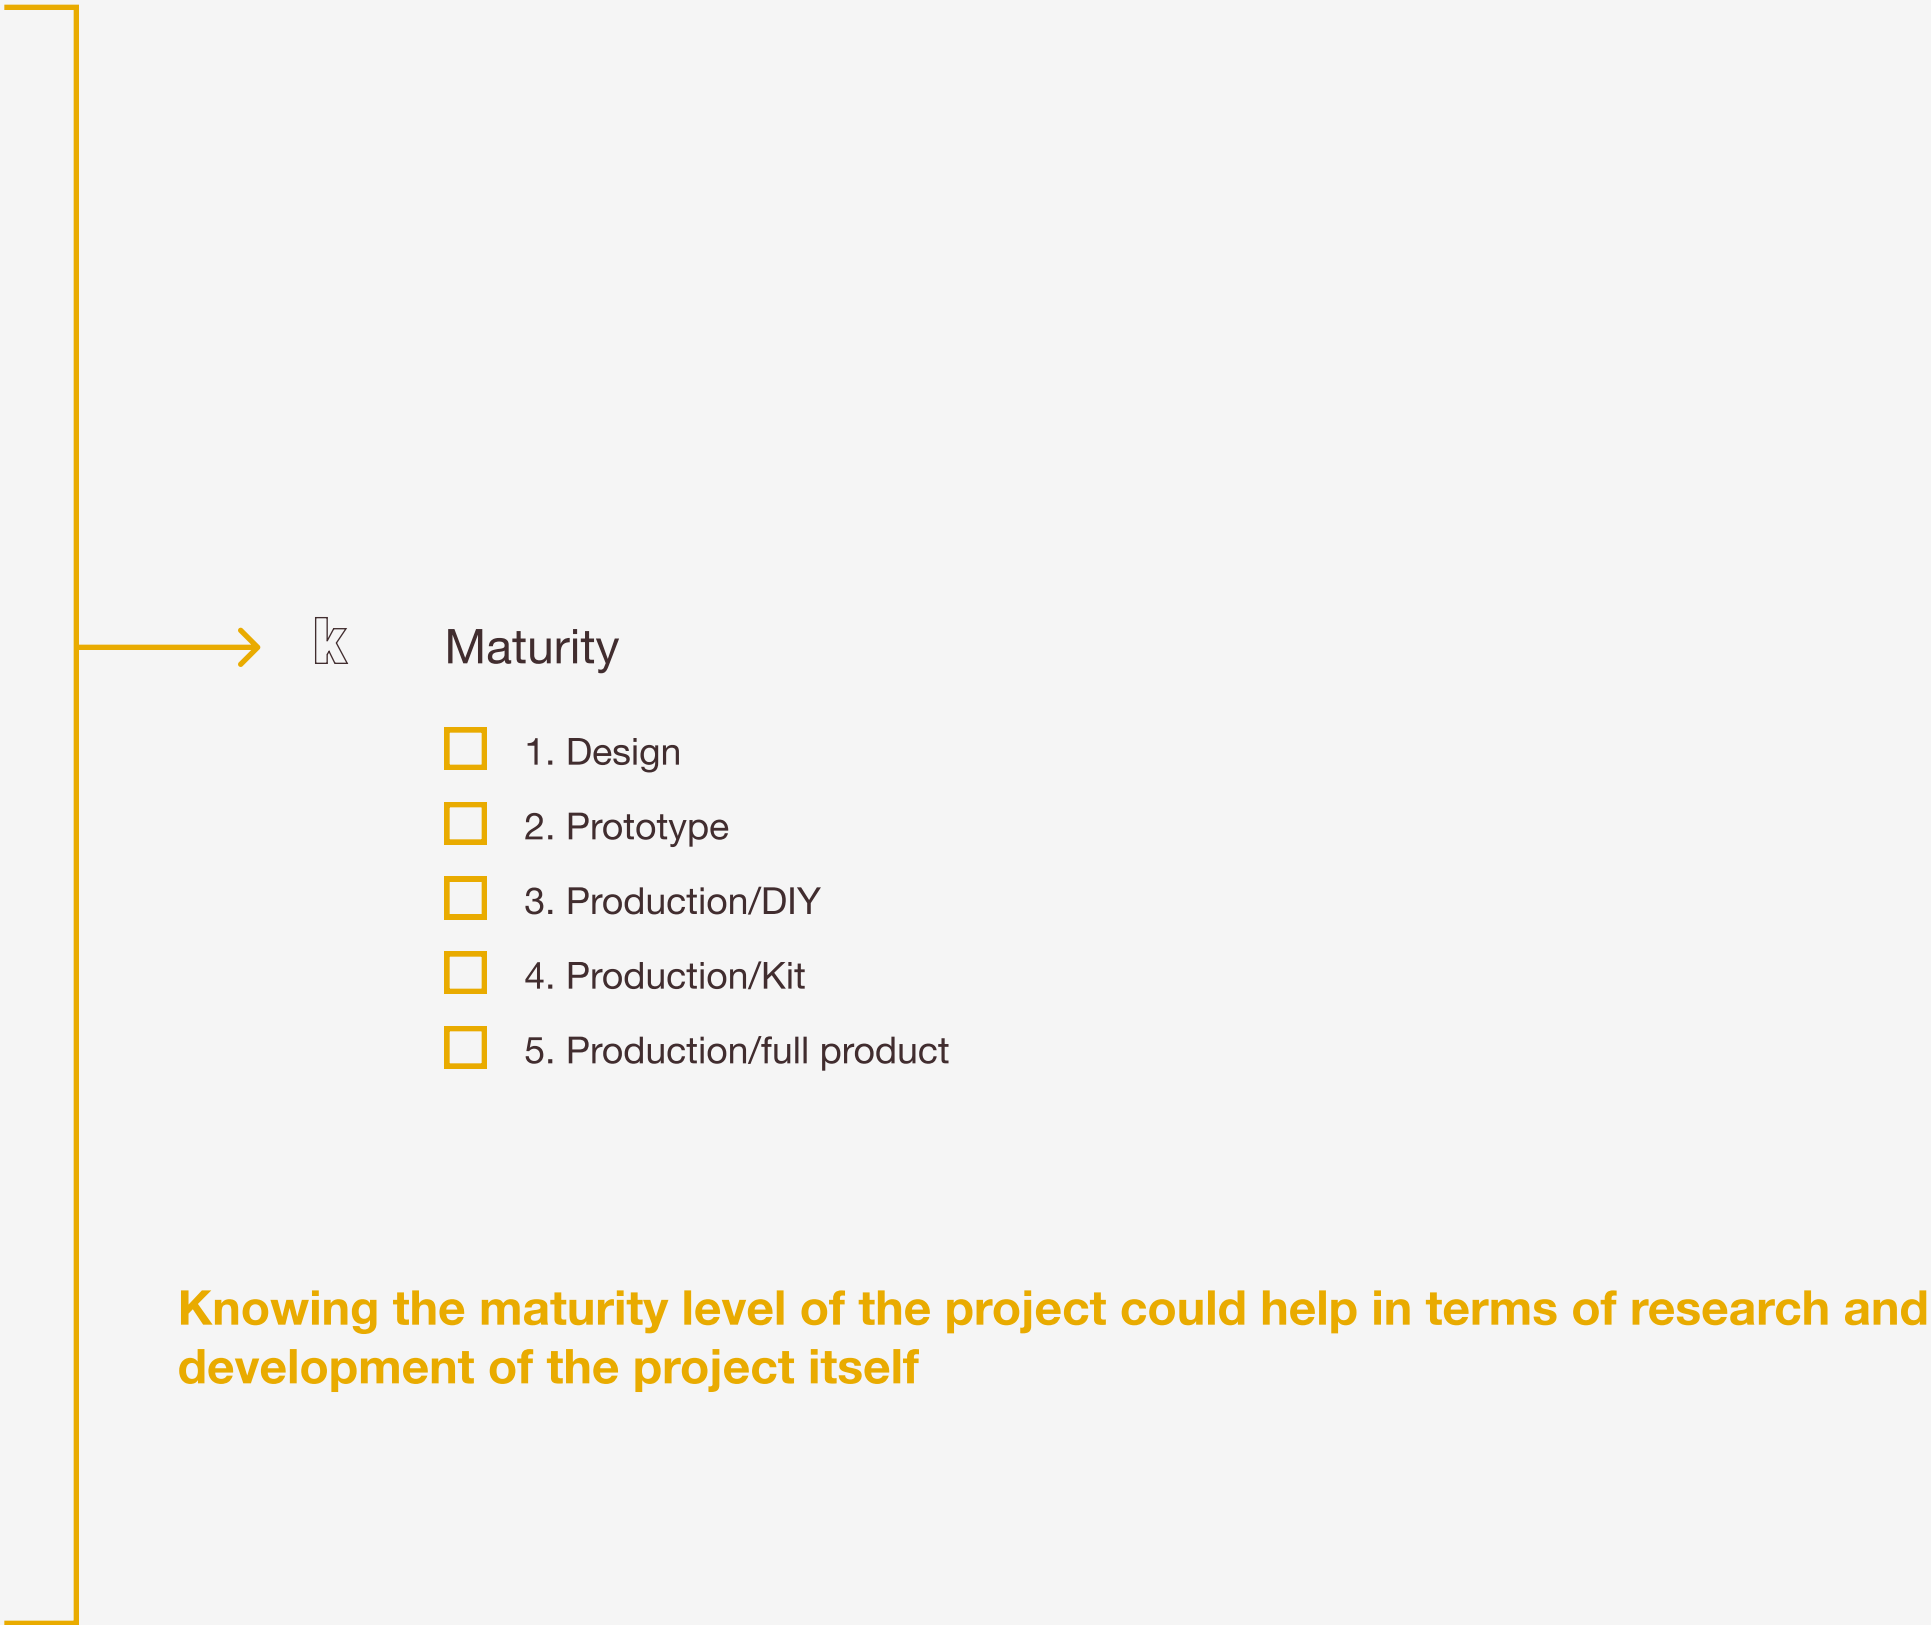 k Maturity
1. Design
2. Prototype
3. Production/DIY
4. Production/Kit
5. Production/full product
Knowing the maturity level of the project could help in terms of research and
development of the project itself